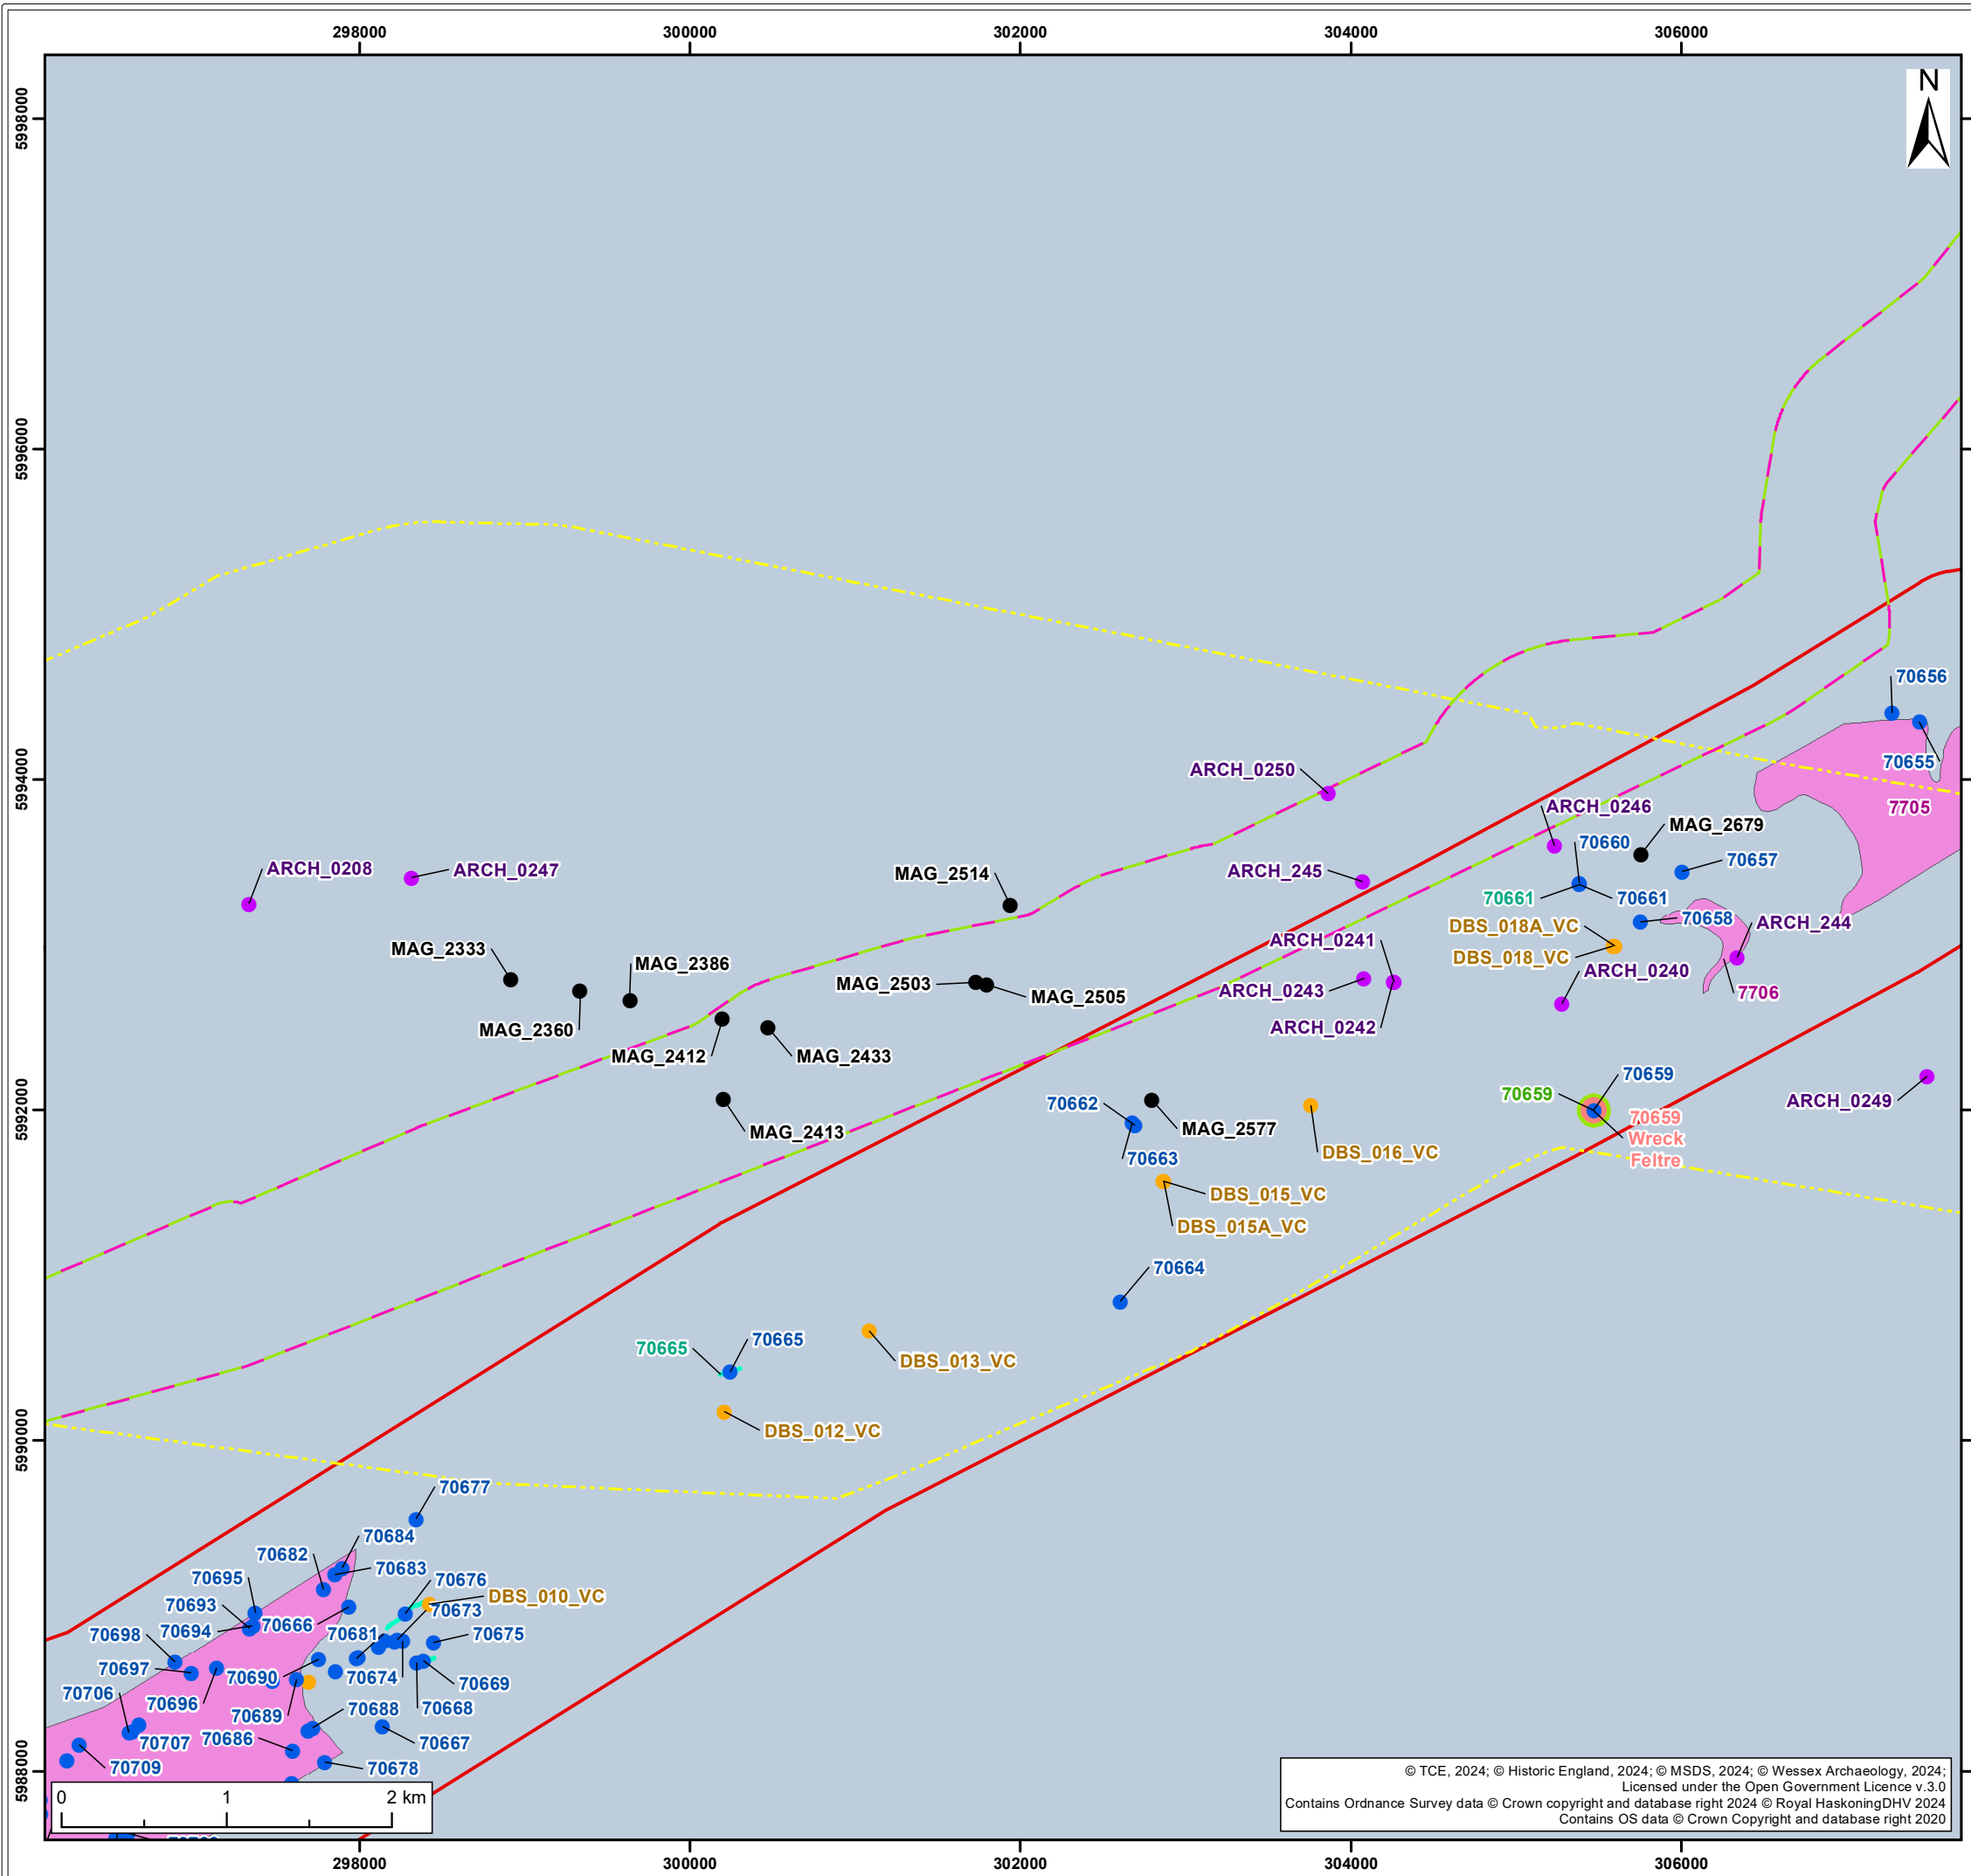 298000
300000
302000
304000
306000
5998000
N
5996000
70656
ARCH_0250
70655
5994000
ARCH_0246
7705
MAG_2679
70660
70657
ARCH_0208
ARCH_0247
MAG_2514
ARCH_245
70661
70661
70658
DBS_018A_VC
ARCH_244
ARCH_0241
MAG_2333
DBS_018_VC
MAG_2386
ARCH_0240
MAG_2503
ARCH_0243
7706
MAG_2505
MAG_2360
ARCH_0242
MAG_2412
MAG_2433
70659
70659
ARCH_0249
5992000
70662
70659
Wreck
Feltre
MAG_2413
MAG_2577
DBS_016_VC
70663
DBS_015_VC
DBS_015A_VC
70664
70665
70665
DBS_013_VC
DBS_012_VC
5990000
70677
70684
70682
70683
70695
70676
DBS_010_VC
70693
70673
70666
70694
70681
70698
70675
70697
70690
70674
70669
70706
70696
70668
70688
70689
70686
70707
70667
70709
70678
5988000
0
1
2 km
© TCE, 2024; © Historic England, 2024; © MSDS, 2024; © Wessex Archaeology, 2024;
Licensed under the Open Government Licence v.3.0
Contains Ordnance Survey data © Crown copyright and database right 2024 © Royal HaskoningDHV 2024
Contains OS data © Crown Copyright and database right 2020
298000
300000
302000
304000
306000